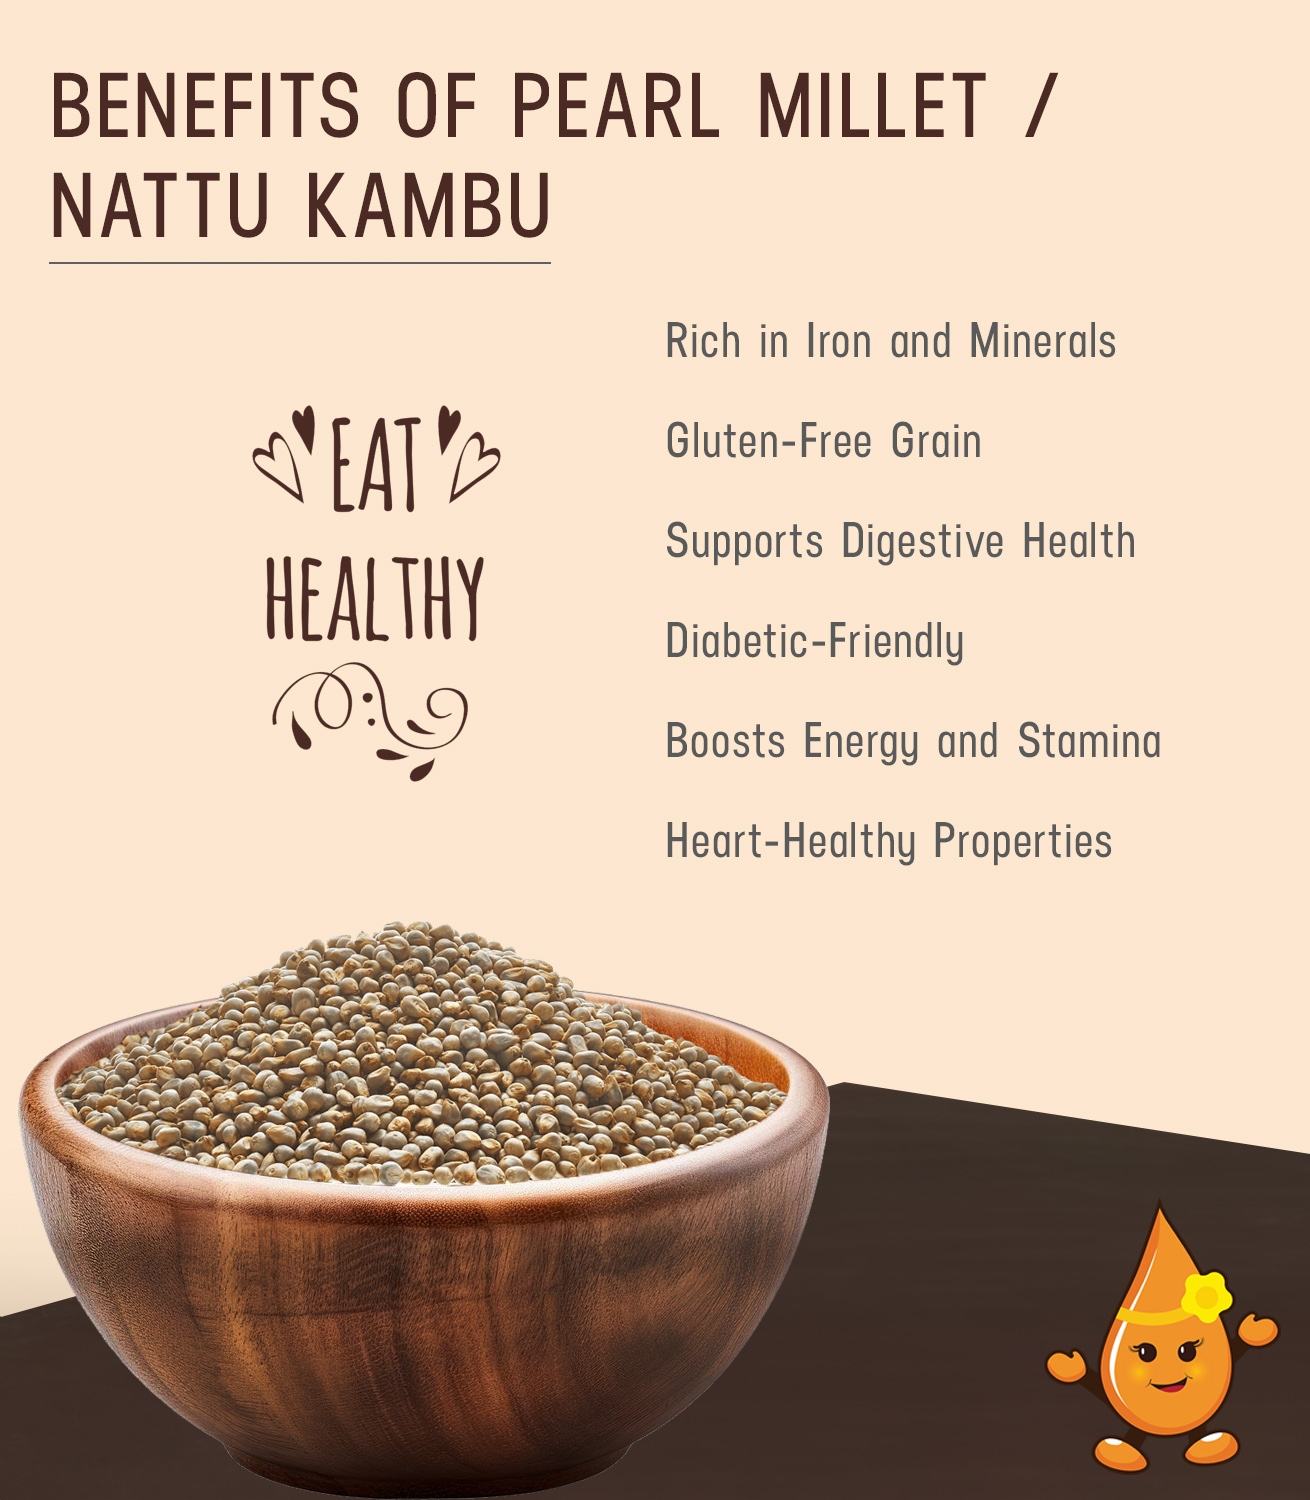 BENEFITS OF PEARL MILLET /
NATTU KAMBU
EAT
HEALTHY
Rich in Iron and Minerals
Gluten-Free Grain
Supports Digestive Health
Diabetic-Friendly
Boosts Energy and Stamina
Heart-Healthy Properties